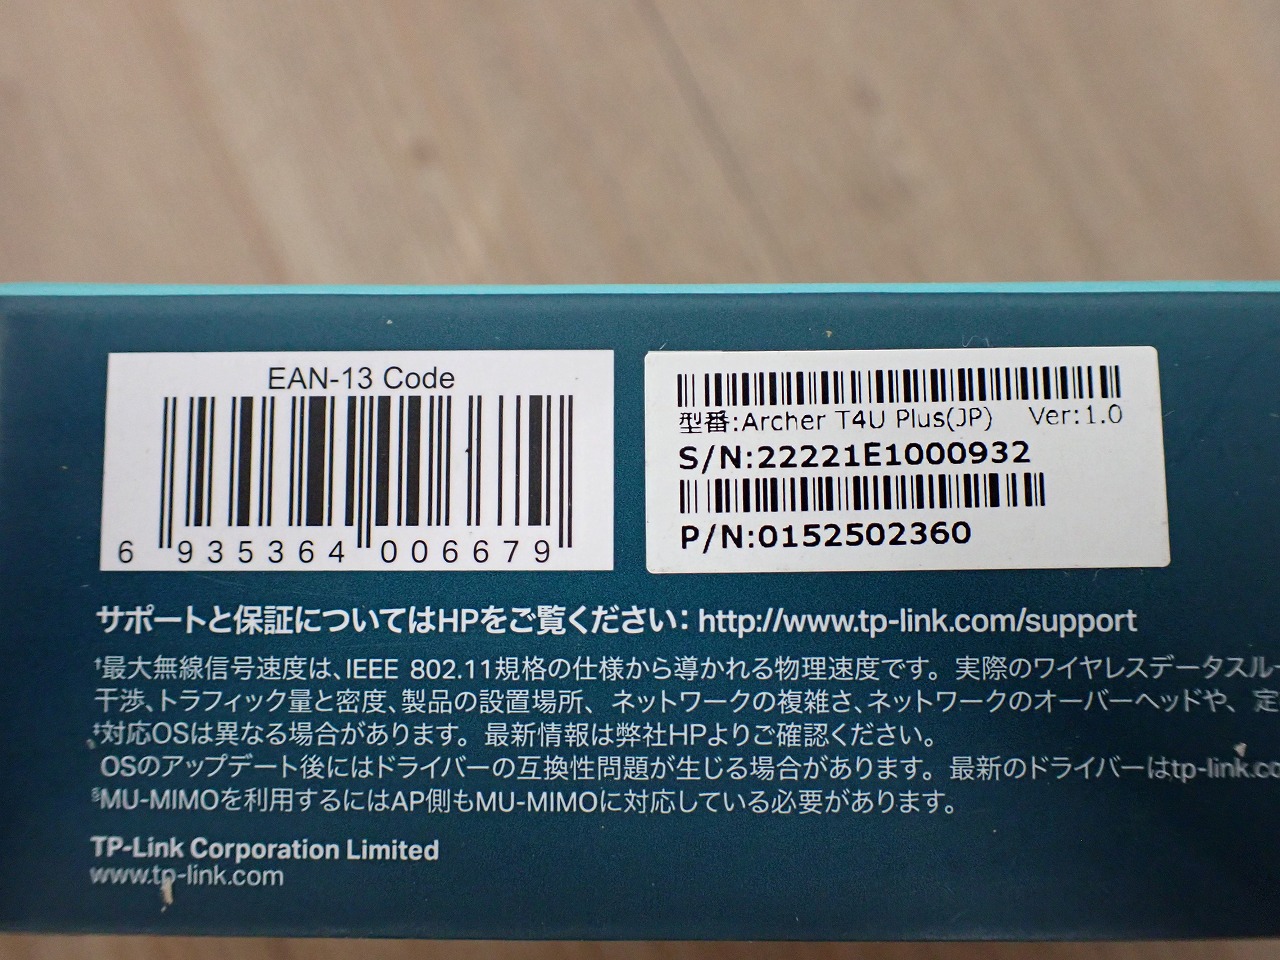 EAN-13 Code
6 935364 006679
型番:Archer T4U Plus(JP) Ver:1.0
S/N:22221E1000932
P/N:0152502360
サポートと保証についてはHPをご覧ください: http://www.tp-link.com/support
†最大無線信号速度は、IEEE 802.11規格の仕様から導かれる物理速度です。実際のワイヤレスデータスルー
干渉、トラフィック量と密度、製品の設置場所、ネットワークの複雑さ、ネットワークのオーバーヘッドや、定
‡対応OSは異なる場合があります。最新情報は弊社HPよりご確認ください。
OSのアップデート後にはドライバーの互換性問題が生じる場合があります。最新のドライバーはtp-link.co
§MU-MIMOを利用するにはAP側もMU-MIMOに対応している必要があります。
TP-Link Corporation Limited
www.tp-link.com